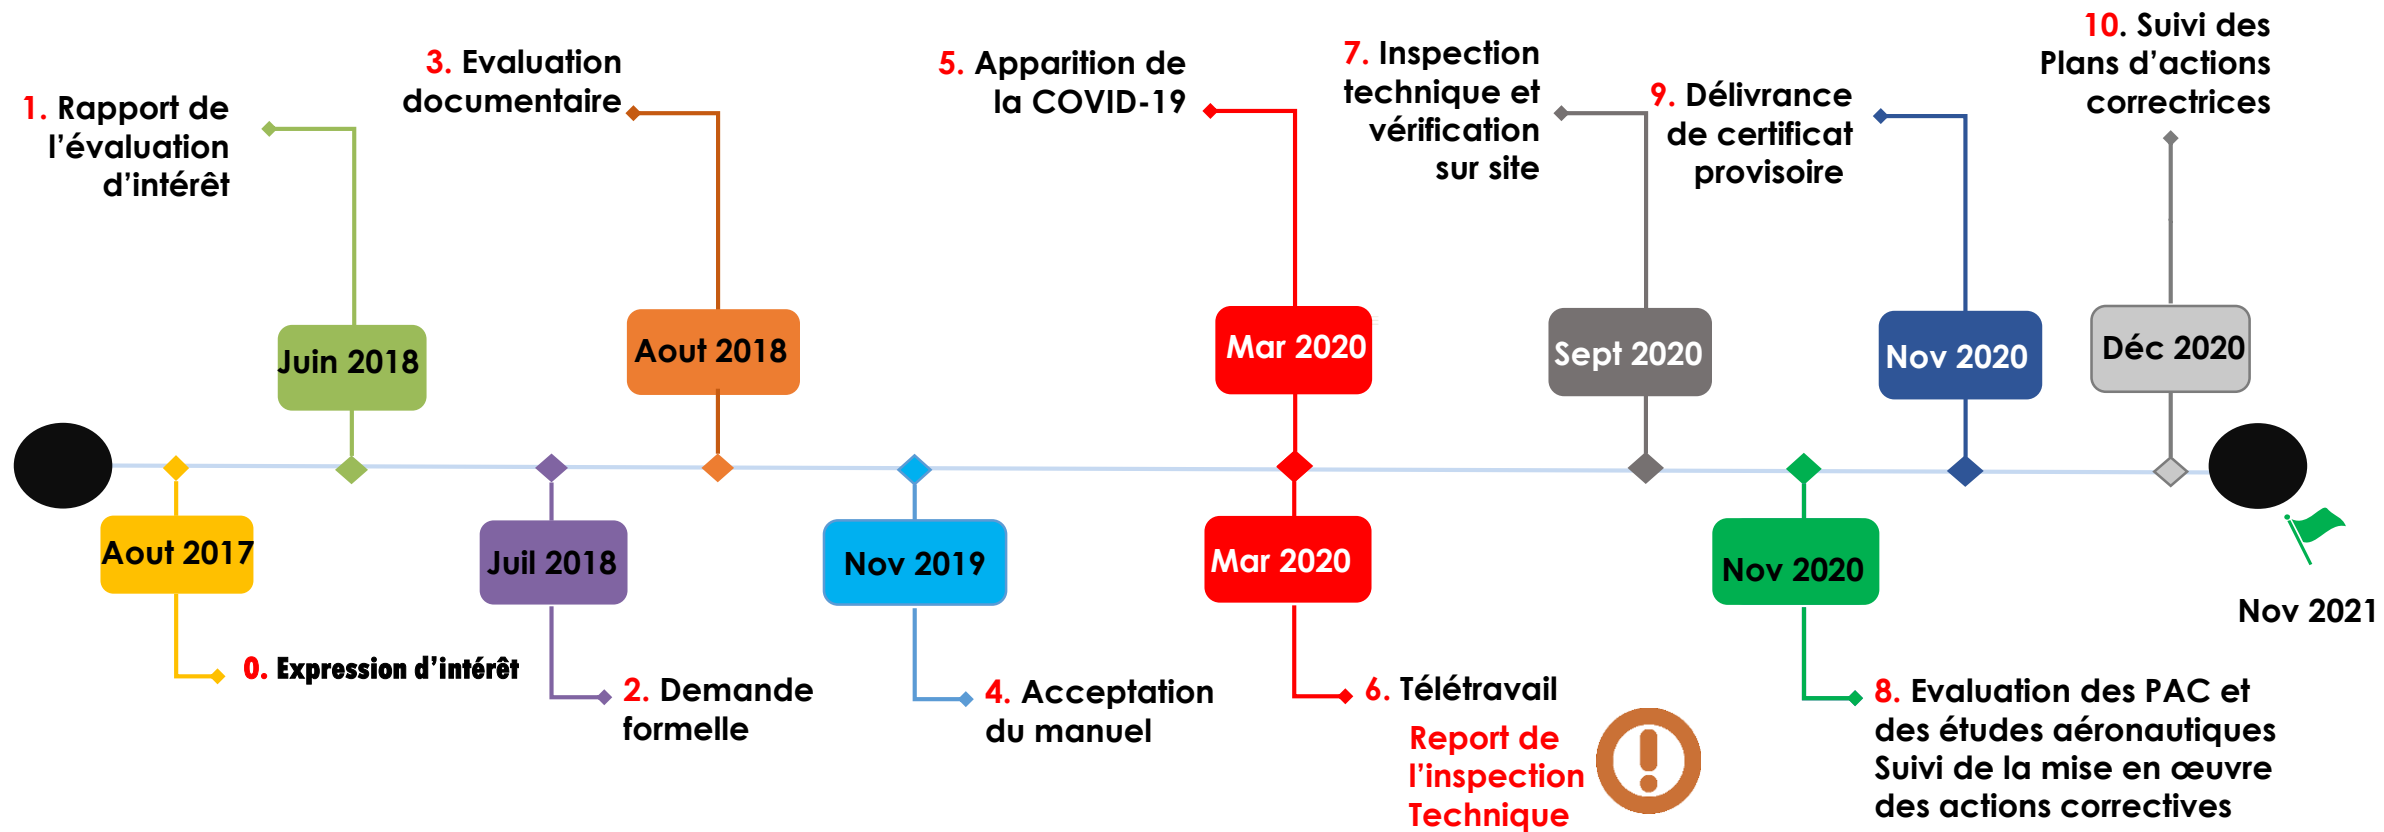 1. Rapport de
l’évaluation
d’intérêt
3. Evaluation
documentaire
5. Apparition de
la COVID-19
7. Inspection
technique et
vérification
sur site
9. Délivrance
de certificat
provisoire
10. Suivi des
Plans d’actions
correctrices
Juin 2018
Aout 2018
Mar 2020
Sept 2020
Nov 2020
Déc 2020
Aout 2017
Juil 2018
Nov 2019
Mar 2020
Nov 2020
Nov 2021
0. Expression d’intérêt
2. Demande
formelle
4. Acceptation
du manuel
6. Télétravail
Report de
l’inspection
Technique
8. Evaluation des PAC et
des études aéronautiques
Suivi de la mise en œuvre
des actions correctives